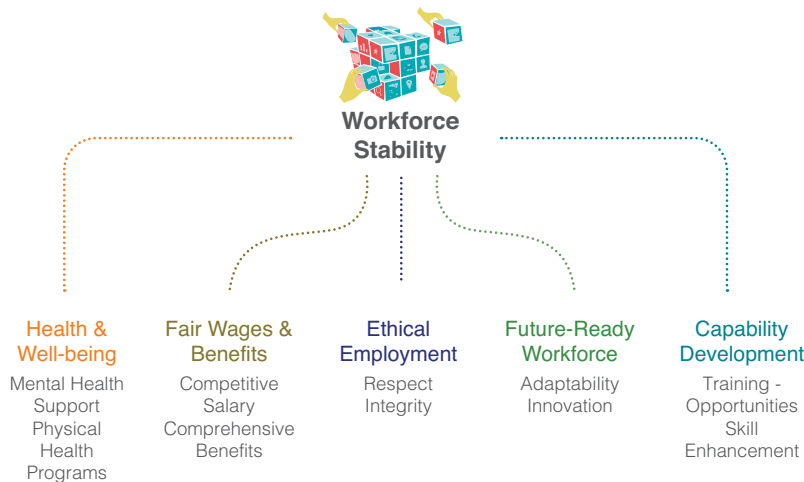 Workforce
Stability
Health &
Well-being
Mental Health
Support
Physical
Health
Programs
Fair Wages &
Benefits
Competitive
Salary
Comprehensive
Benefits
Ethical
Employment
Respect
Integrity
Future-Ready
Workforce
Adaptability
Innovation
Capability
Development
Training -
Opportunities
Skill
Enhancement